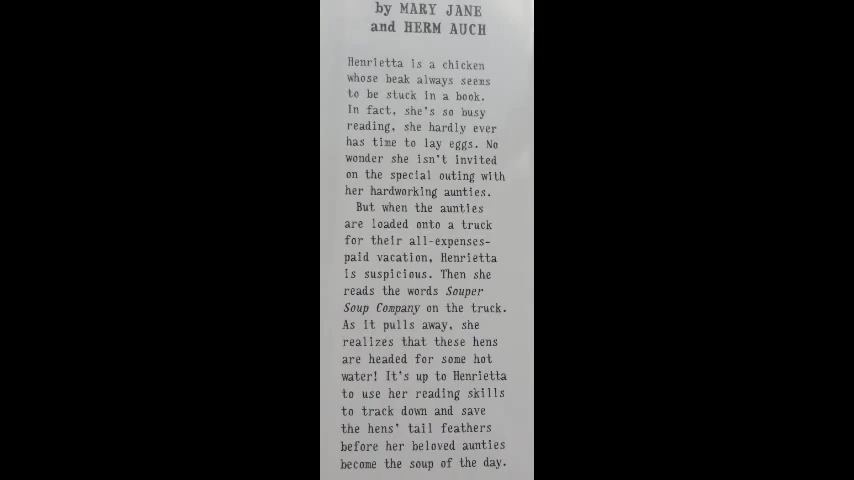 by MARY JANE
and HERM AUCH
Henrietta is a chicken
whose beak always seems
to be stuck in a book.
In fact, she's so busy
reading, she hardly ever
has time to lay eggs. No
wonder she isn't invited
on the special outing with
her hardworking aunties.
But when the aunties
are loaded onto a truck
for their all-expenses-
paid vacation, Henrietta
is suspicious. Then she
reads the words Souper
Soup Company on the truck.
As it pulls away, she
realizes that these hens
are headed for some hot
water! It's up to Henrietta
to use her reading skills
to track down and save
the hens' tail feathers
before her beloved aunties
become the soup of the day.